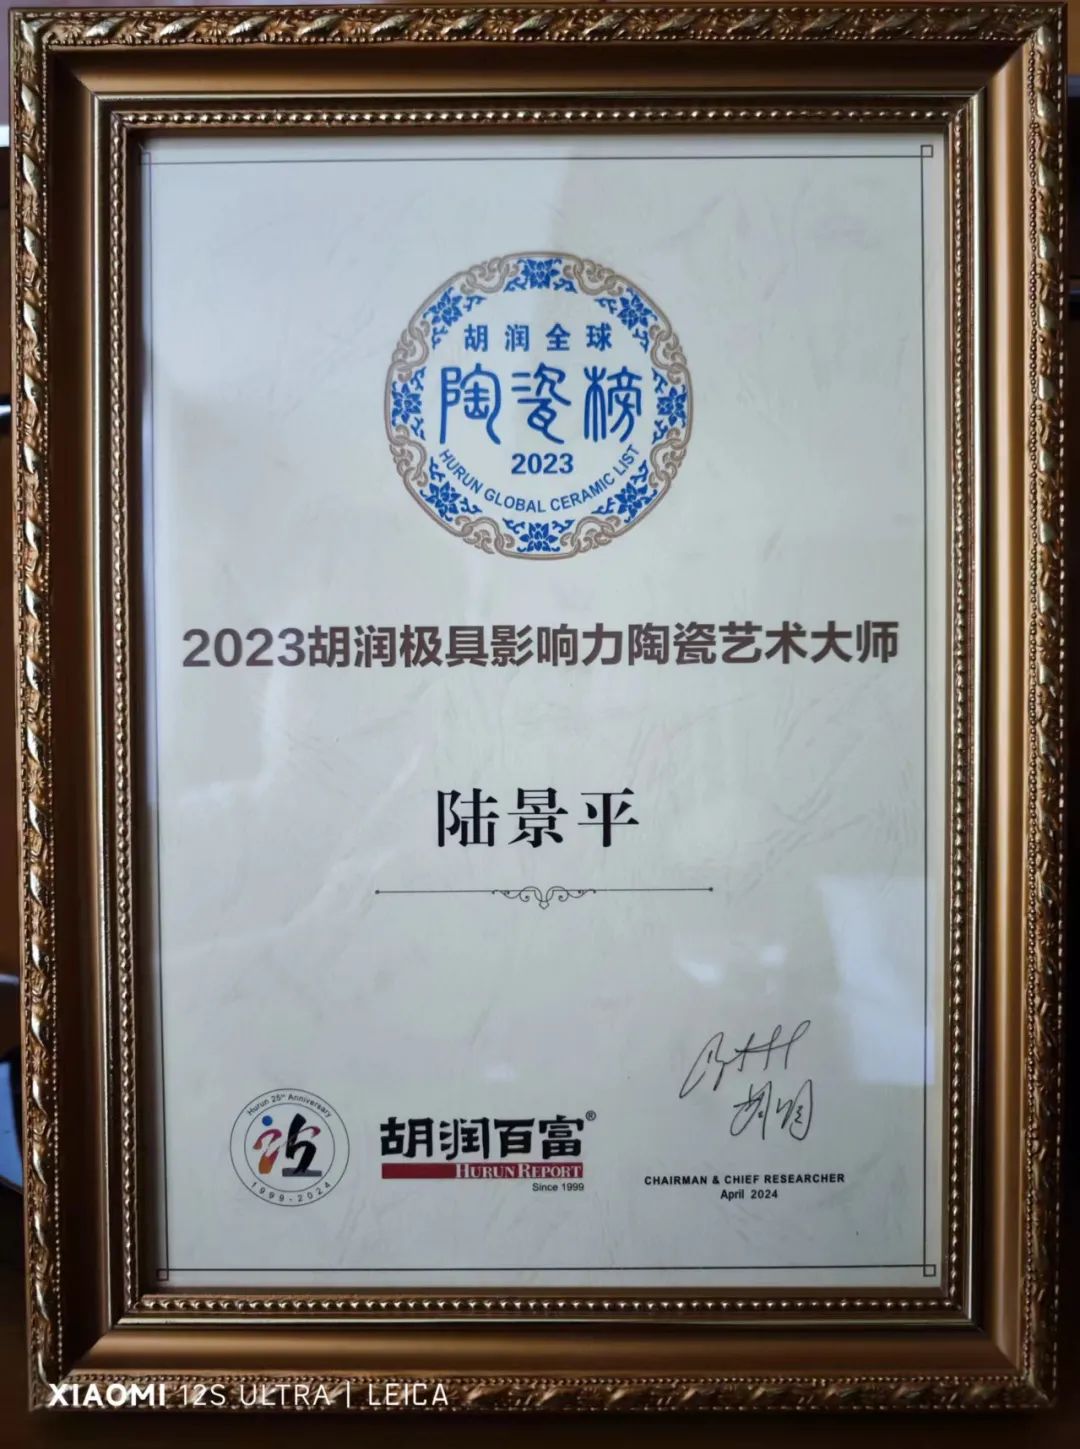 胡润全球
陶瓷榜
2023
HURUN GLOBAL CERAMIC LIST
2023胡润极具影响力陶瓷艺术大师
陆景平
Hurun 25th Anniversary
1999-2024
胡润百富®
HURUN REPORT
Since 1999
胡润
CHAIRMAN & CHIEF RESEARCHER
April 2024
XIAOMI 12S ULTRA | LEICA